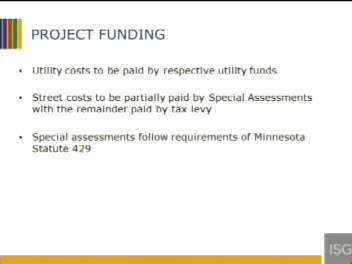 PROJECT FUNDING
• Utility costs to be paid by respective utility funds
• Street costs to be partially paid by Special Assessments
with the remainder paid by tax levy
• Special assessments follow requirements of Minnesota
Statute 429
ISG